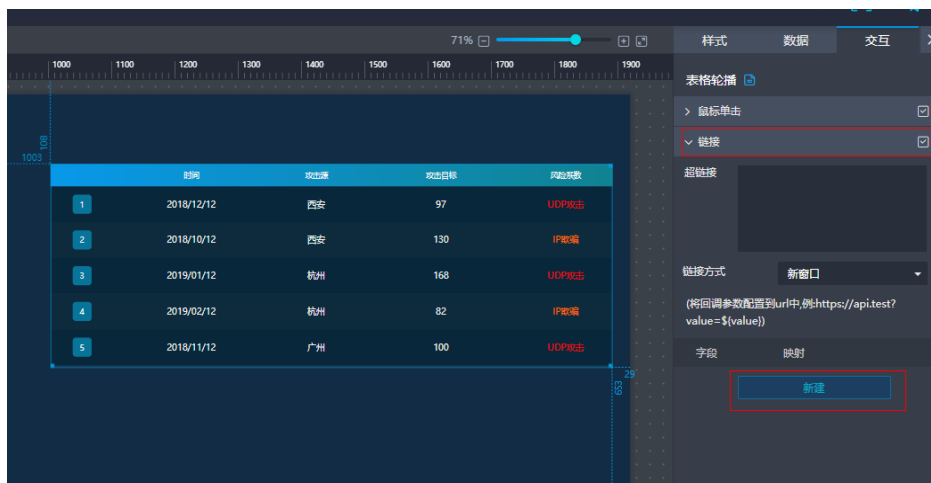 71%
样式 数据 交互
1000 1100 1200 1300 1400 1500 1600 1700 1800 1900
表格轮播
鼠标单击
链接
108
1003
超链接
时间 攻击源 攻击目标 风险系数
1 2018/12/12 西安 97 UDP攻击
2 2018/10/12 西安 130 IP欺骗
3 2019/01/12 杭州 168 UDP攻击
4 2019/02/12 杭州 82 IP欺骗
5 2018/11/12 广州 100 UDP攻击
链接方式 新窗口
(将回调参数配置到url中,例:https://api.test?
value=${value})
字段 映射
29
653
新建